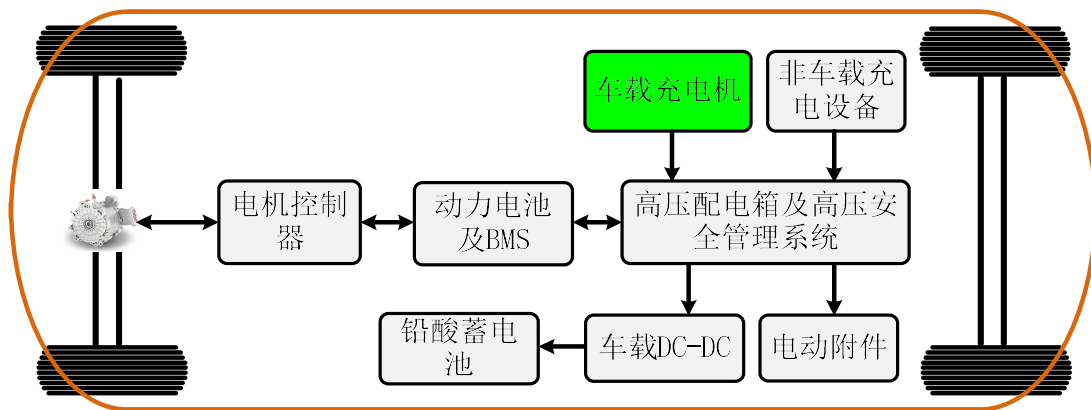 车载充电机
非车载充
电设备
电机控制
器
动力电池
及BMS
高压配电箱及高压安
全管理系统
铅酸蓄电
池
车载DC-DC
电动附件